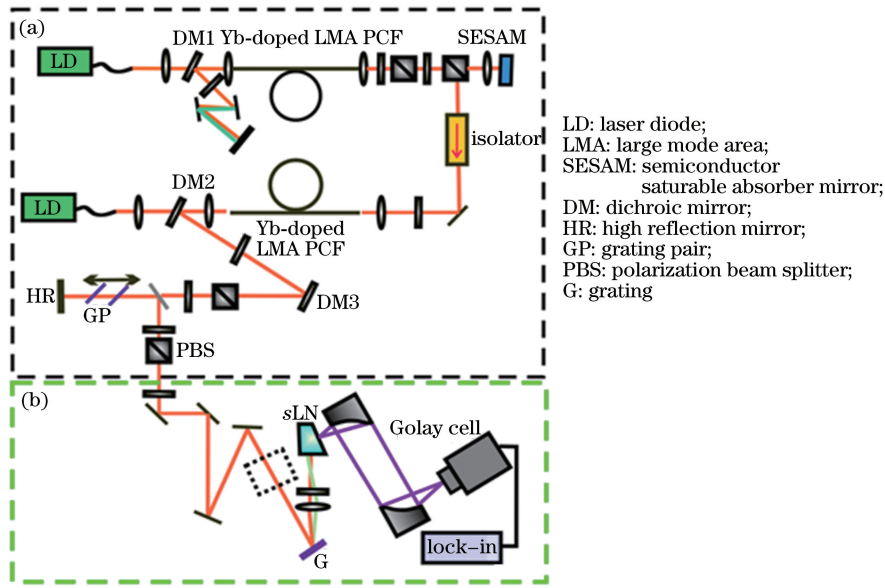 (a)
DM1 Yb-doped LMA PCF
SESAM
LD
isolator
DM2
LD
Yb-doped
LMA PCF
HR
GP
DM3
PBS
(b)
sLN
Golay cell
G
lock-in
LD: laser diode;
LMA: large mode area;
SESAM: semiconductor
saturable absorber mirror;
DM: dichroic mirror;
HR: high reflection mirror;
GP: grating pair;
PBS: polarization beam splitter;
G: grating